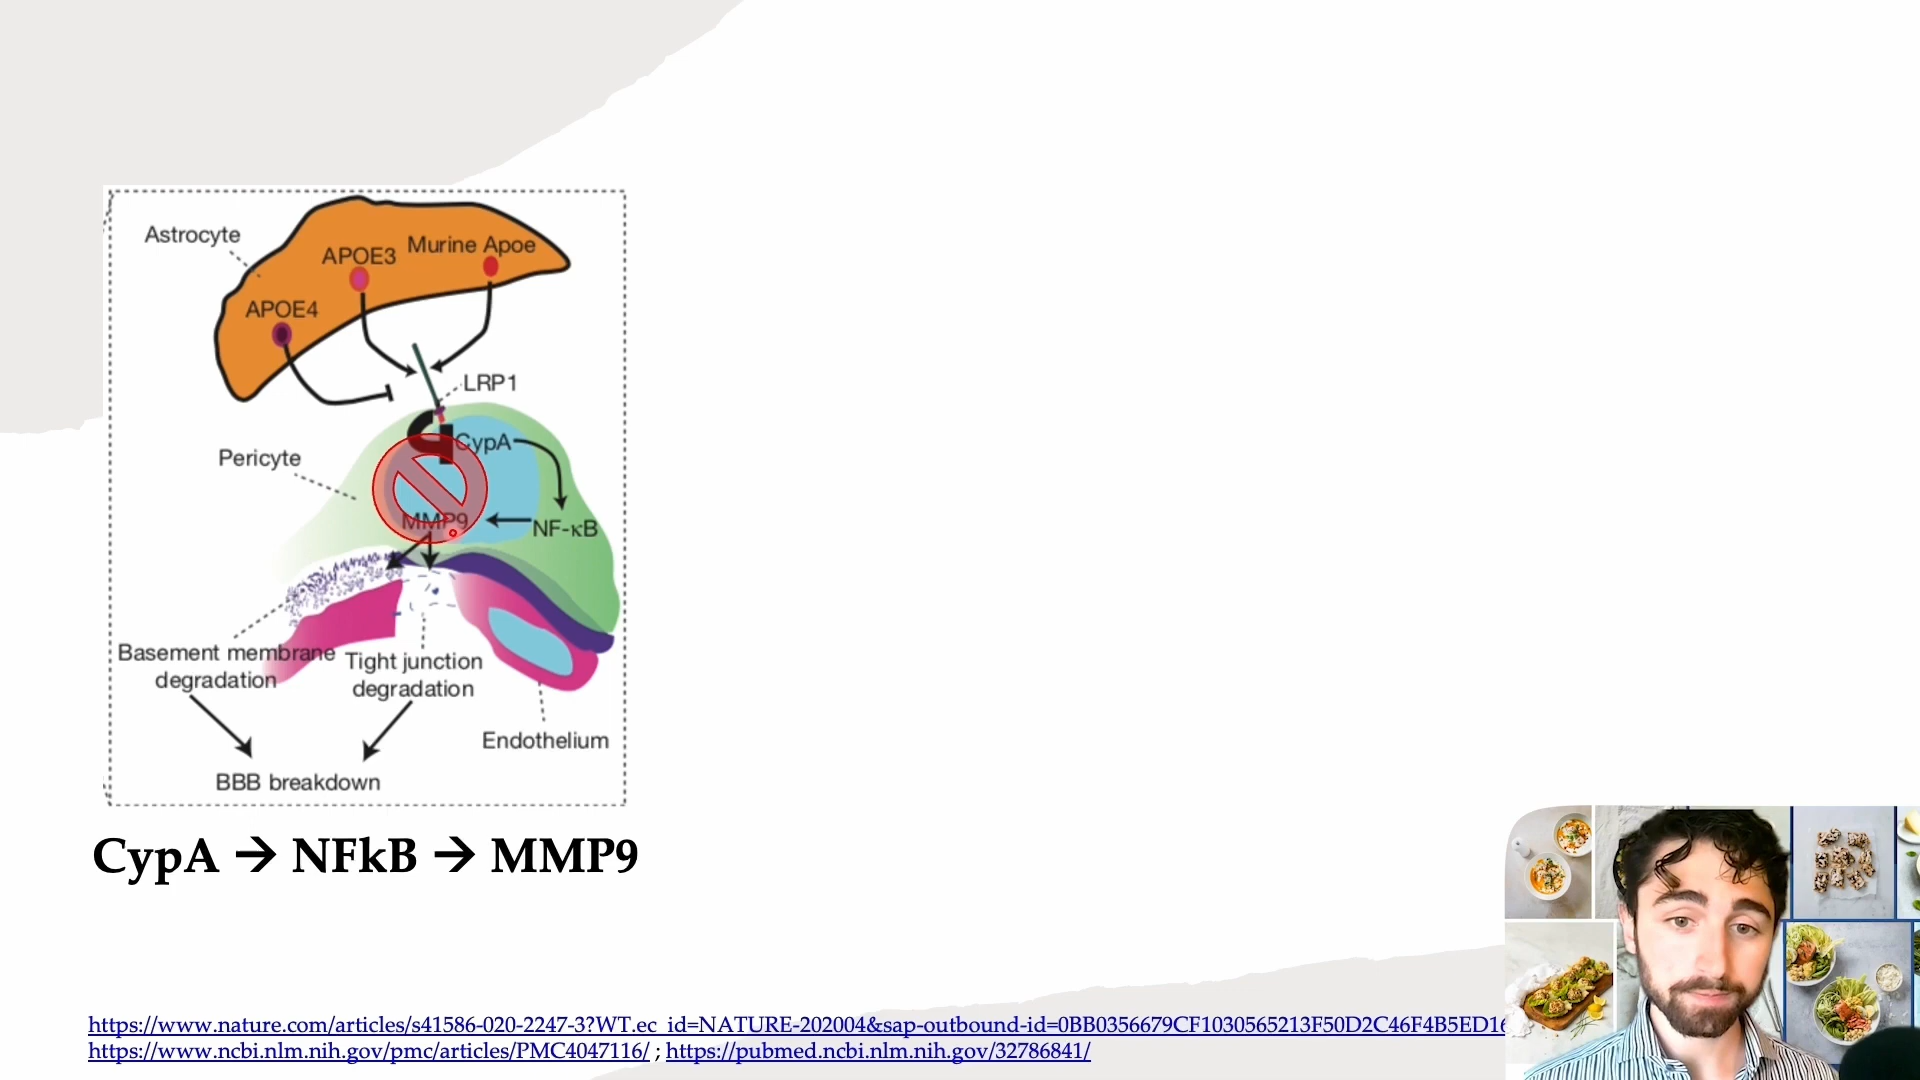 Astrocyte
APOE3
Murine Apoe
APOE4
LRP1
CypA
Pericyte
MMP9
NF-κB
Basement membrane
degradation
Tight junction
degradation
Endothelium
BBB breakdown
CypA → NFkB → MMP9
https://www.nature.com/articles/s41586-020-2247-3?WT.ec_id=NATURE-202004&sap-outbound-id=0BB0356679CF1030565213F50D2C46F4B5ED16
https://www.ncbi.nlm.nih.gov/pmc/articles/PMC4047116/ ; https://pubmed.ncbi.nlm.nih.gov/32786841/